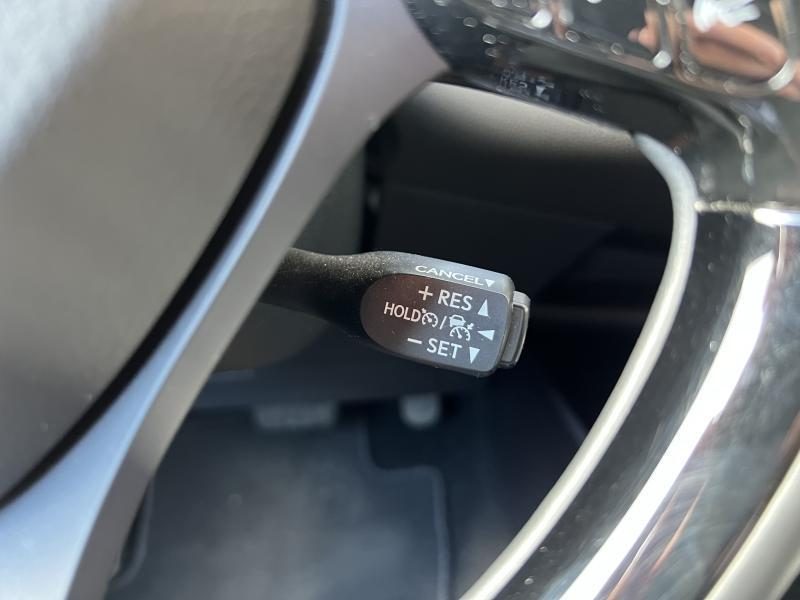 CANCEL▼
+ RES ▲
HOLD / ◀
− SET ▼